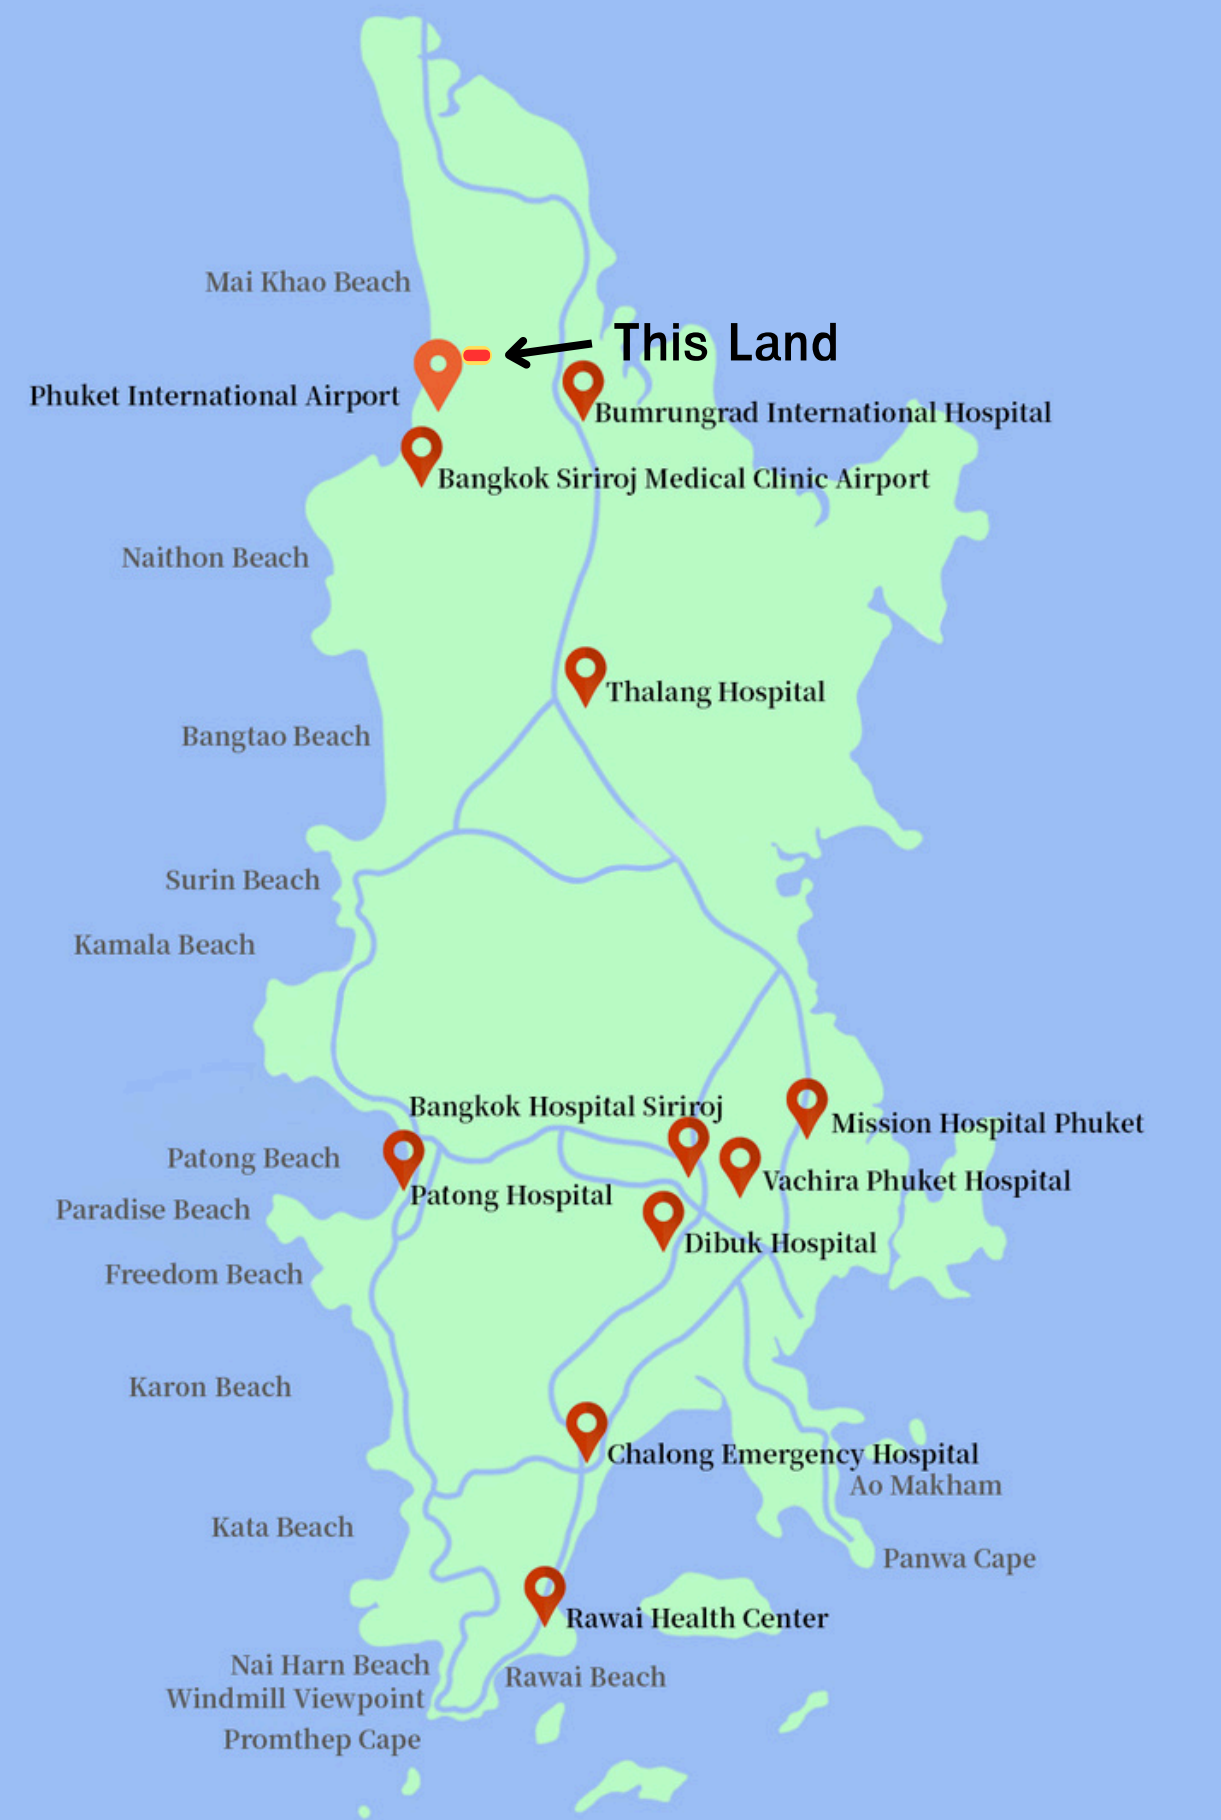 Mai Khao Beach
This Land
Phuket International Airport
Bumrungrad International Hospital
Bangkok Siriroj Medical Clinic Airport
Naithon Beach
Thalang Hospital
Bangtao Beach
Surin Beach
Kamala Beach
Bangkok Hospital Siriroj
Mission Hospital Phuket
Patong Beach
Vachira Phuket Hospital
Patong Hospital
Paradise Beach
Dibuk Hospital
Freedom Beach
Karon Beach
Chalong Emergency Hospital
Ao Makham
Kata Beach
Panwa Cape
Rawai Health Center
Nai Harn Beach
Rawai Beach
Windmill Viewpoint
Promthep Cape